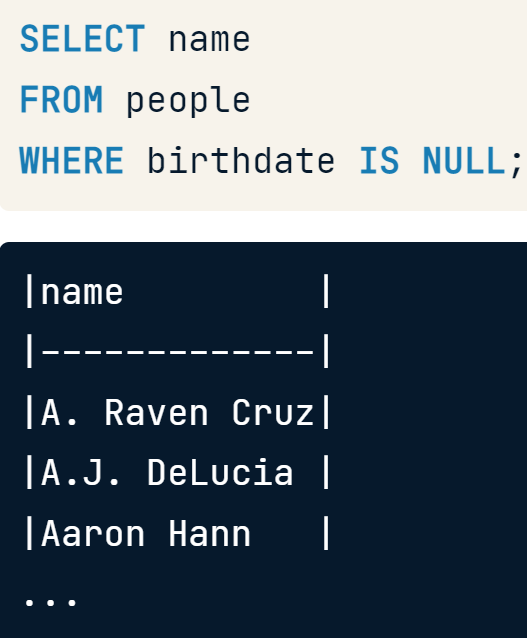 SELECT name
FROM people
WHERE birthdate IS NULL;
|name         |
|-------------|
|A. Raven Cruz|
|A.J. DeLucia |
|Aaron Hann   |
...